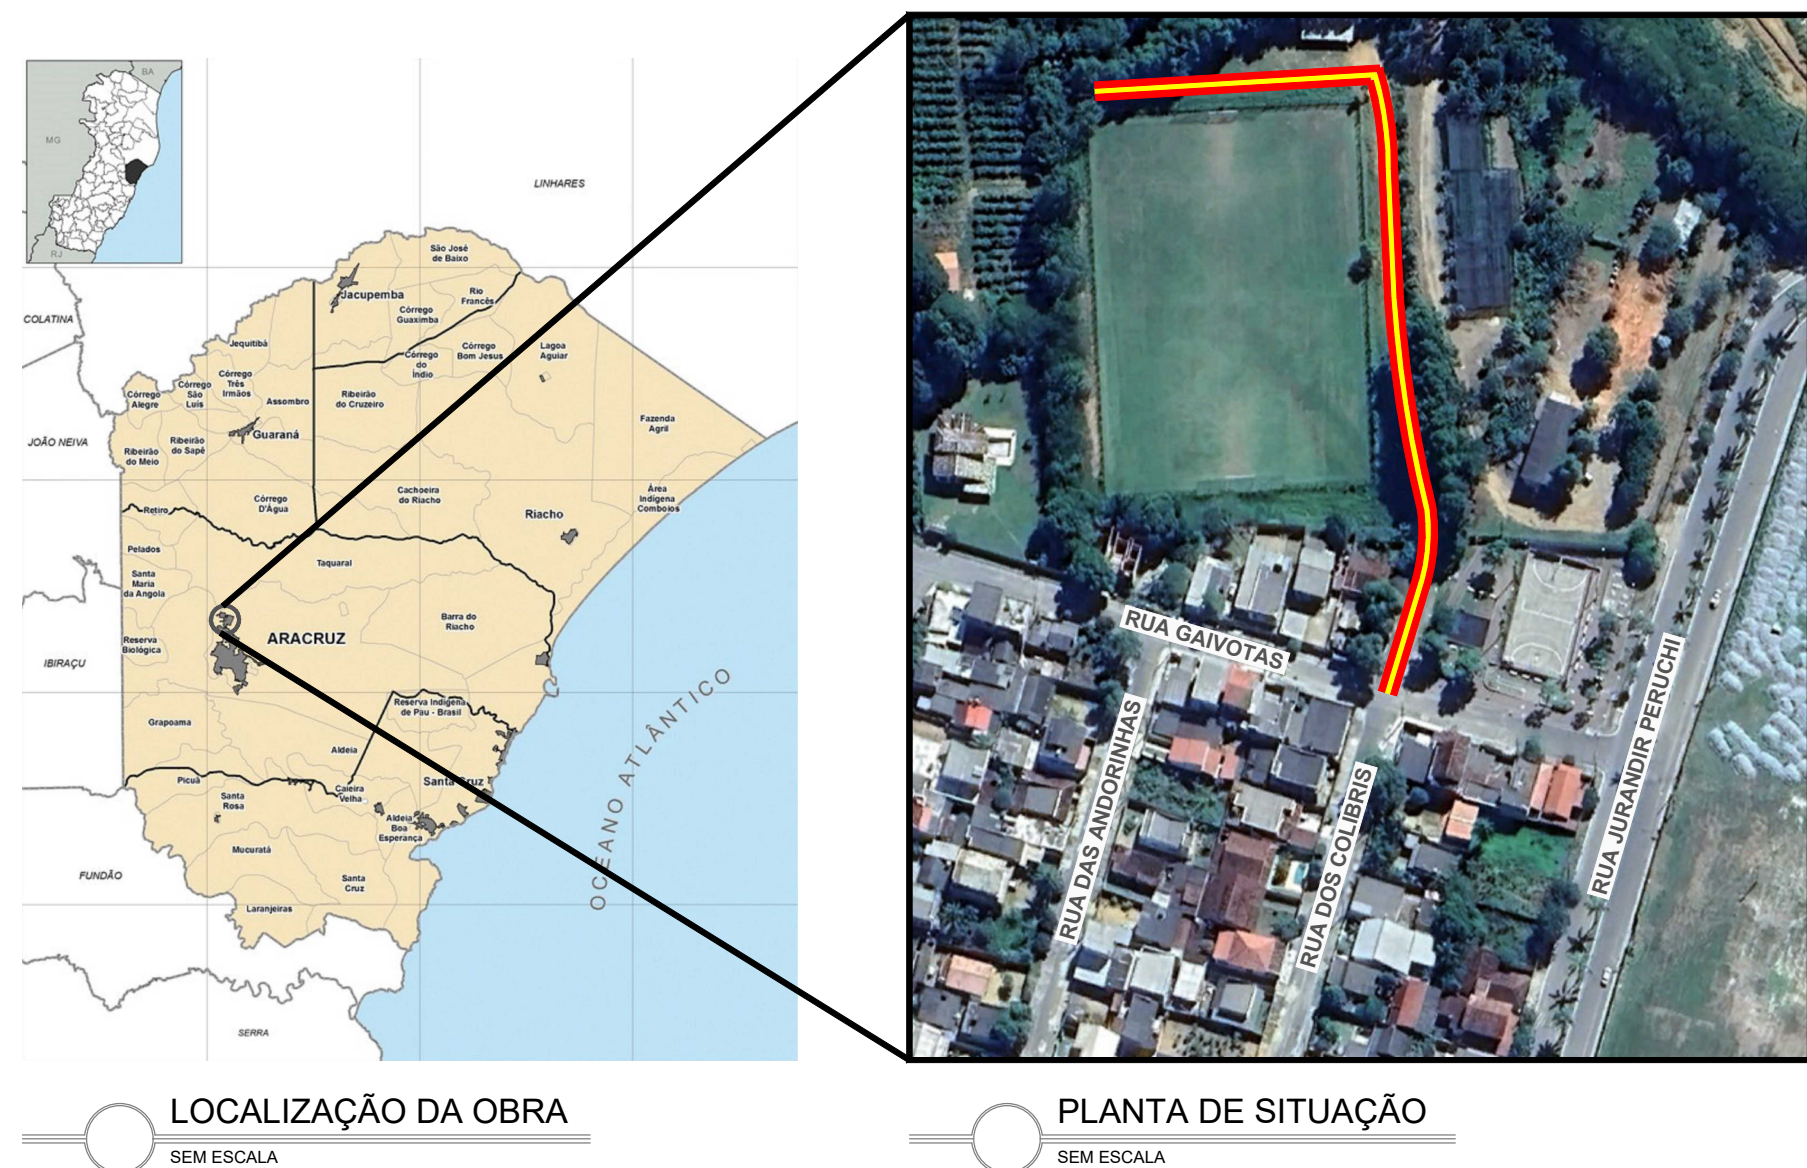 BA
MG
RJ
LINHARES
COLATINA
JOÃO NEIVA
IBIRAÇU
FUNDÃO
SERRA
São José
de Baixo
Jacupemba
Rio
Francês
Córrego
Guaximba
Jequitibá
Córrego
do
Índio
Córrego
Bom Jesus
Lagoa
Aguiar
Córrego
Alegre
Córrego
São
Luís
Córrego
Três
Irmãos
Assombro
Ribeirão
do Cruzeiro
Fazenda
Agril
Guaraná
Ribeirão
do Meio
Ribeirão
do Sapê
Córrego
D'Água
Cachoeira
do Riacho
Riacho
Área
Indígena
Comboios
Retiro
Pelados
Taquaral
Santa
Maria
da Angola
Barra do
Riacho
Reserva
Biológica
ARACRUZ
Reserva Indígena
de Pau - Brasil
Grapoama
Aldeia
Picuã
Santa
Rosa
Caieira
Velha
Santa Cruz
Aldeia
Boa
Esperança
Mucuratá
Santa
Cruz
Laranjeiras
OCEANO ATLÂNTICO
RUA GAIVOTAS
RUA DAS ANDORINHAS
RUA DOS COLIBRIS
RUA JURANDIR PERUCHI
LOCALIZAÇÃO DA OBRA
SEM ESCALA
PLANTA DE SITUAÇÃO
SEM ESCALA